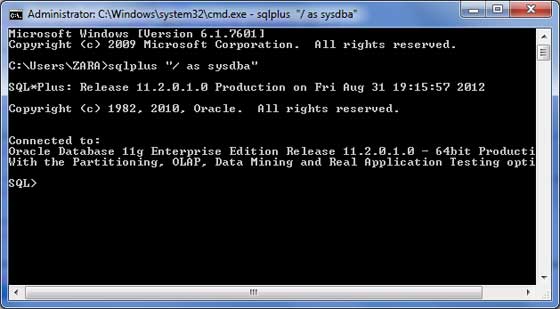 Administrator: C:\Windows\system32\cmd.exe - sqlplus "/ as sysdba"
Microsoft Windows [Version 6.1.7601]
Copyright (c) 2009 Microsoft Corporation.  All rights reserved.
C:\Users\ZARA>sqlplus "/ as sysdba"
SQL*Plus: Release 11.2.0.1.0 Production on Fri Aug 31 19:15:57 2012
Copyright (c) 1982, 2010, Oracle.  All rights reserved.
Connected to:
Oracle Database 11g Enterprise Edition Release 11.2.0.1.0 - 64bit Producti
With the Partitioning, OLAP, Data Mining and Real Application Testing opti
SQL>